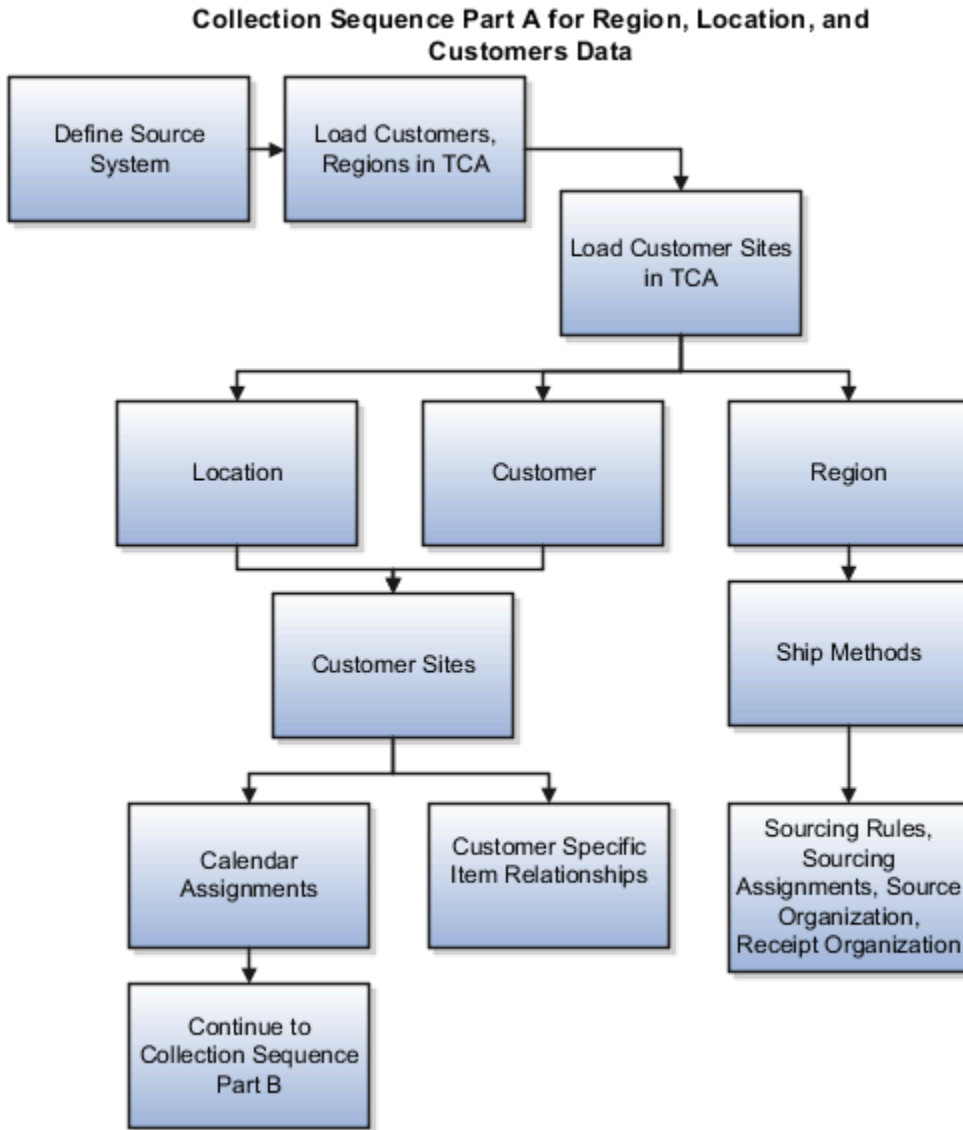 Collection Sequence Part A for Region, Location, and
Customers Data
Define Source
System
Load Customers,
Regions in TCA
Load Customer Sites
in TCA
Location
Customer
Region
Customer Sites
Ship Methods
Calendar
Assignments
Customer Specific
Item Relationships
Sourcing Rules,
Sourcing
Assignments, Source
Organization,
Receipt Organization
Continue to
Collection Sequence
Part B